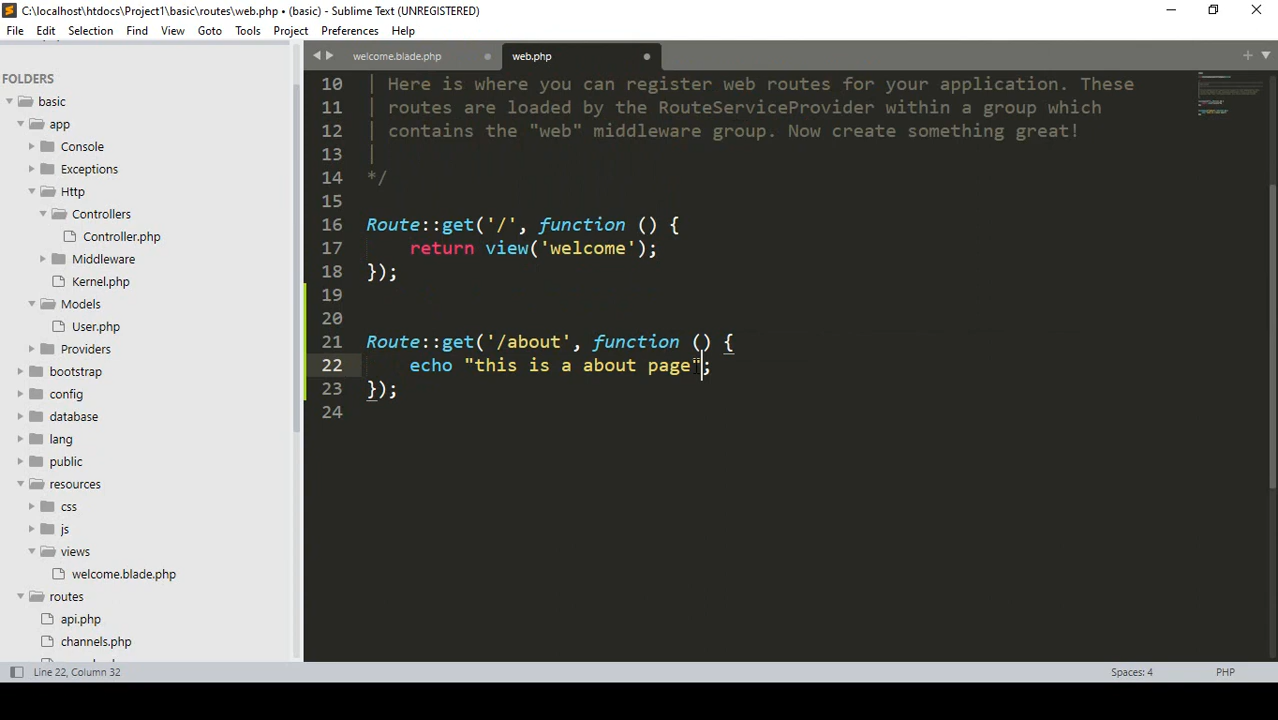 C:\localhost\htdocs\Project1\basic\routes\web.php • (basic) - Sublime Text (UNREGISTERED)
File Edit Selection Find View Goto Tools Project Preferences Help
FOLDERS
basic
app
Console
Exceptions
Http
Controllers
Controller.php
Middleware
Kernel.php
Models
User.php
Providers
bootstrap
config
database
lang
public
resources
css
js
views
welcome.blade.php
routes
api.php
channels.php
welcome.blade.php web.php
10 | Here is where you can register web routes for your application. These
11 | routes are loaded by the RouteServiceProvider within a group which
12 | contains the "web" middleware group. Now create something great!
13 |
14 */
15
16 Route::get('/', function () {
17 return view('welcome');
18 });
19
20
21 Route::get('/about', function () {
22 echo "this is a about page";
23 });
24
Line 22, Column 32 Spaces: 4 PHP